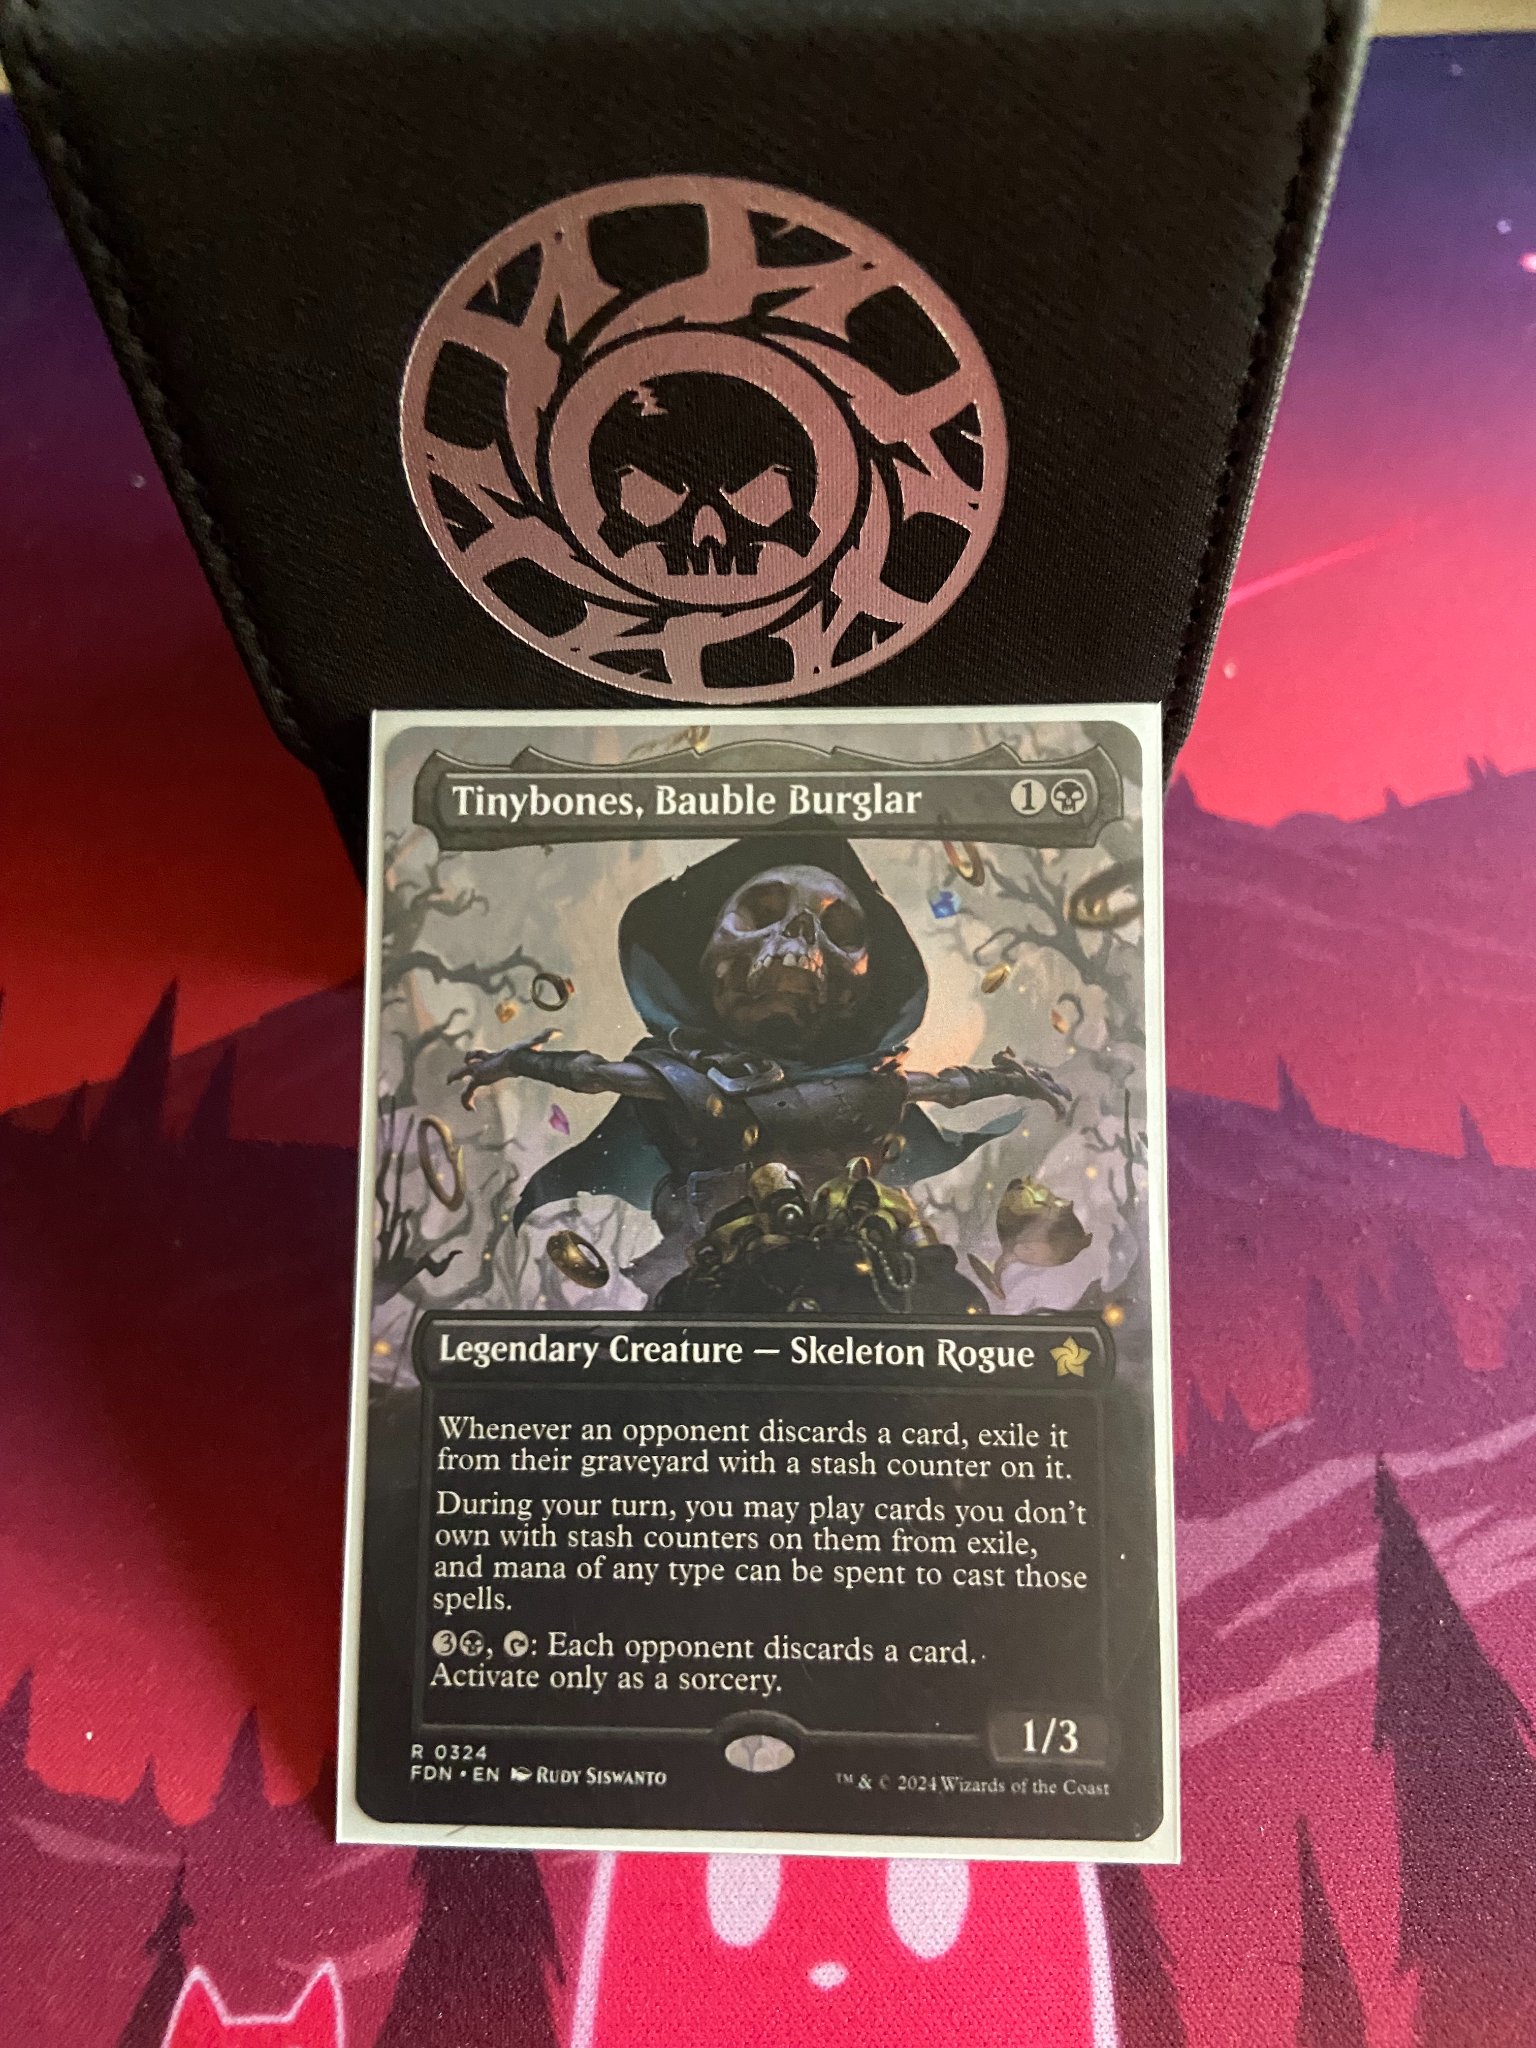 Tinybones, Bauble Burglar 1
Legendary Creature — Skeleton Rogue
Whenever an opponent discards a card, exile it
from their graveyard with a stash counter on it.
During your turn, you may play cards you don't
own with stash counters on them from exile,
and mana of any type can be spent to cast those
spells.
3, : Each opponent discards a card.
Activate only as a sorcery.
1/3
R 0324
FDN • EN RUDY SISWANTO
™ & © 2024 Wizards of the Coast